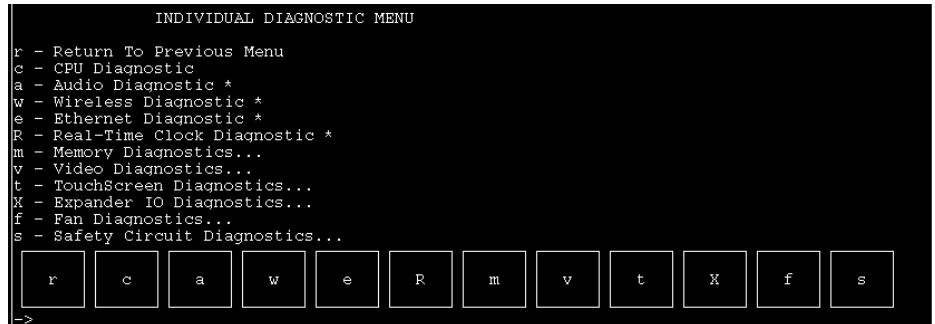 INDIVIDUAL DIAGNOSTIC MENU
r - Return To Previous Menu
c - CPU Diagnostic
a - Audio Diagnostic *
w - Wireless Diagnostic *
e - Ethernet Diagnostic *
R - Real-Time Clock Diagnostic *
m - Memory Diagnostics...
v - Video Diagnostics...
t - TouchScreen Diagnostics...
X - Expander IO Diagnostics...
f - Fan Diagnostics...
s - Safety Circuit Diagnostics...
r c a w e R m v t X f s
->